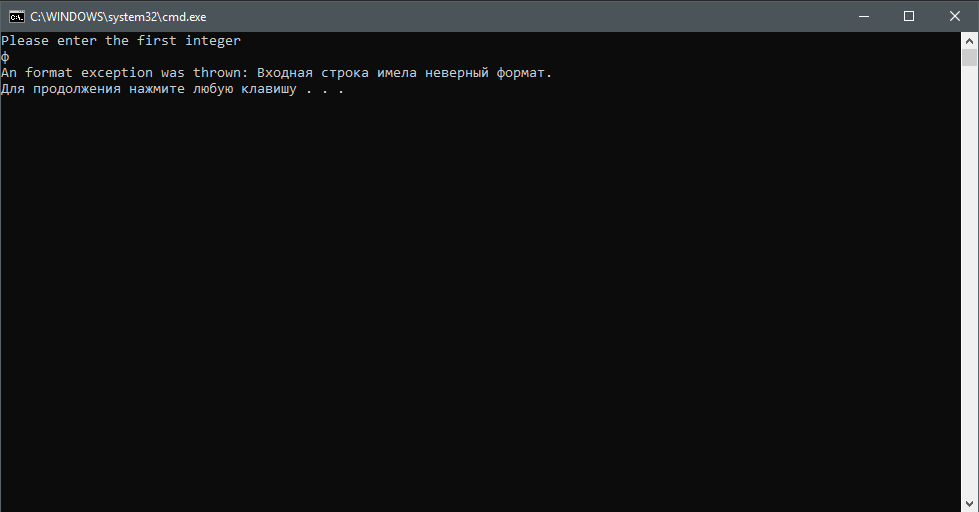 C:\WINDOWS\system32\cmd.exe
Please enter the first integer
ф
An format exception was thrown: Входная строка имела неверный формат.
Для продолжения нажмите любую клавишу . . .